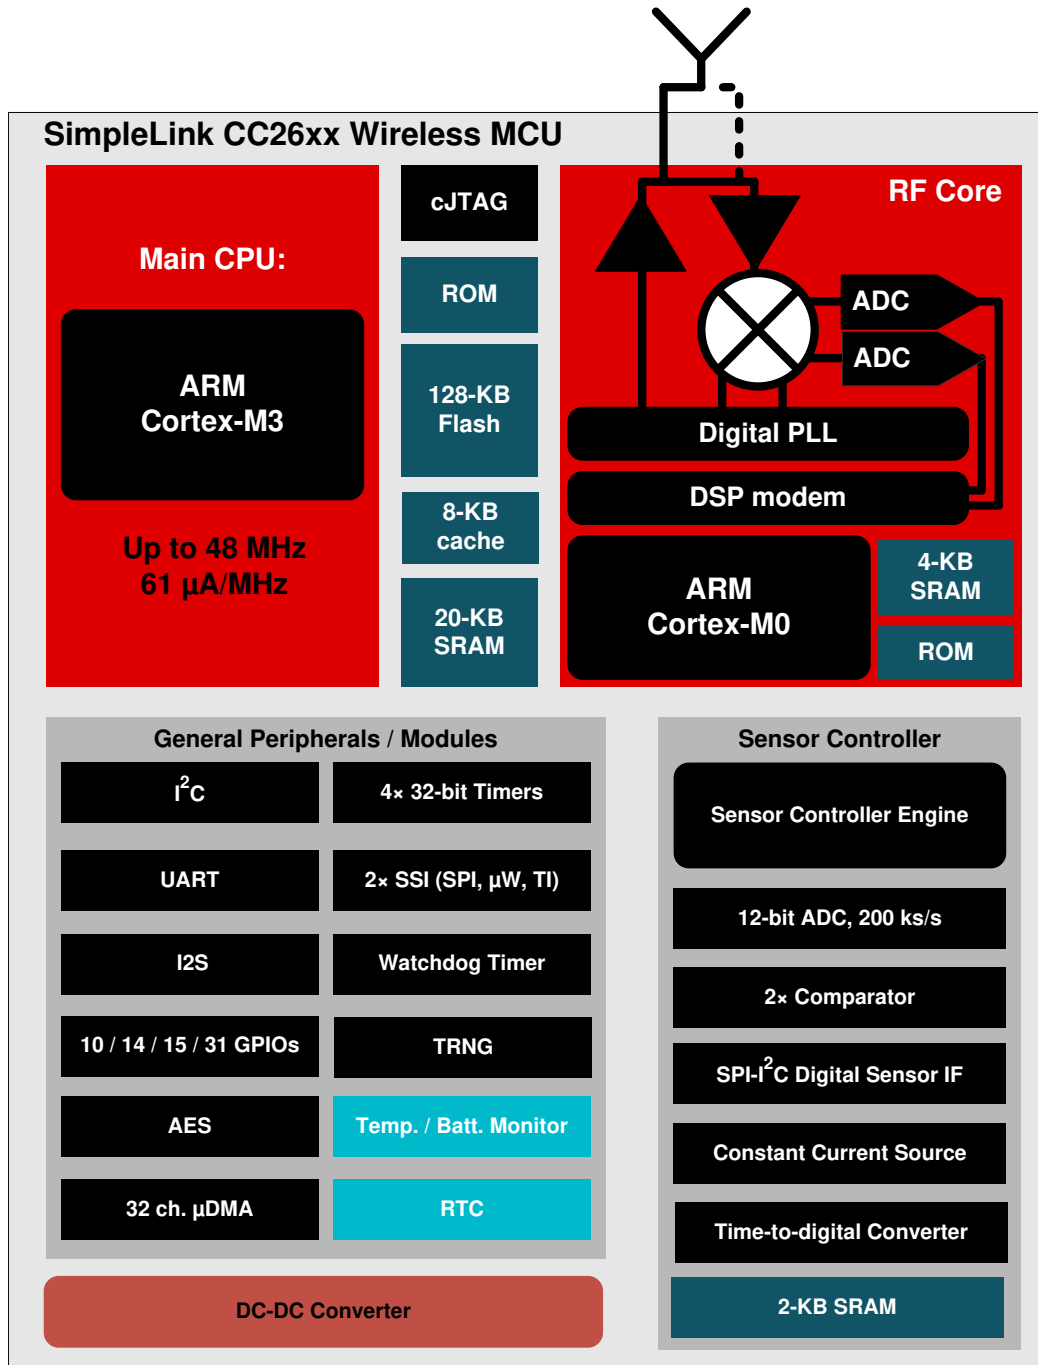 SimpleLink CC26xx Wireless MCU
Main CPU:
ARM
Cortex-M3
Up to 48 MHz
61 µA/MHz
cJTAG
ROM
128-KB
Flash
8-KB
cache
20-KB
SRAM
RF Core
ADC
ADC
Digital PLL
DSP modem
ARM
Cortex-M0
4-KB
SRAM
ROM
General Peripherals / Modules
I²C
4× 32-bit Timers
UART
2× SSI (SPI, µW, TI)
I2S
Watchdog Timer
10 / 14 / 15 / 31 GPIOs
TRNG
AES
Temp. / Batt. Monitor
32 ch. µDMA
RTC
DC-DC Converter
Sensor Controller
Sensor Controller Engine
12-bit ADC, 200 ks/s
2× Comparator
SPI-I²C Digital Sensor IF
Constant Current Source
Time-to-digital Converter
2-KB SRAM